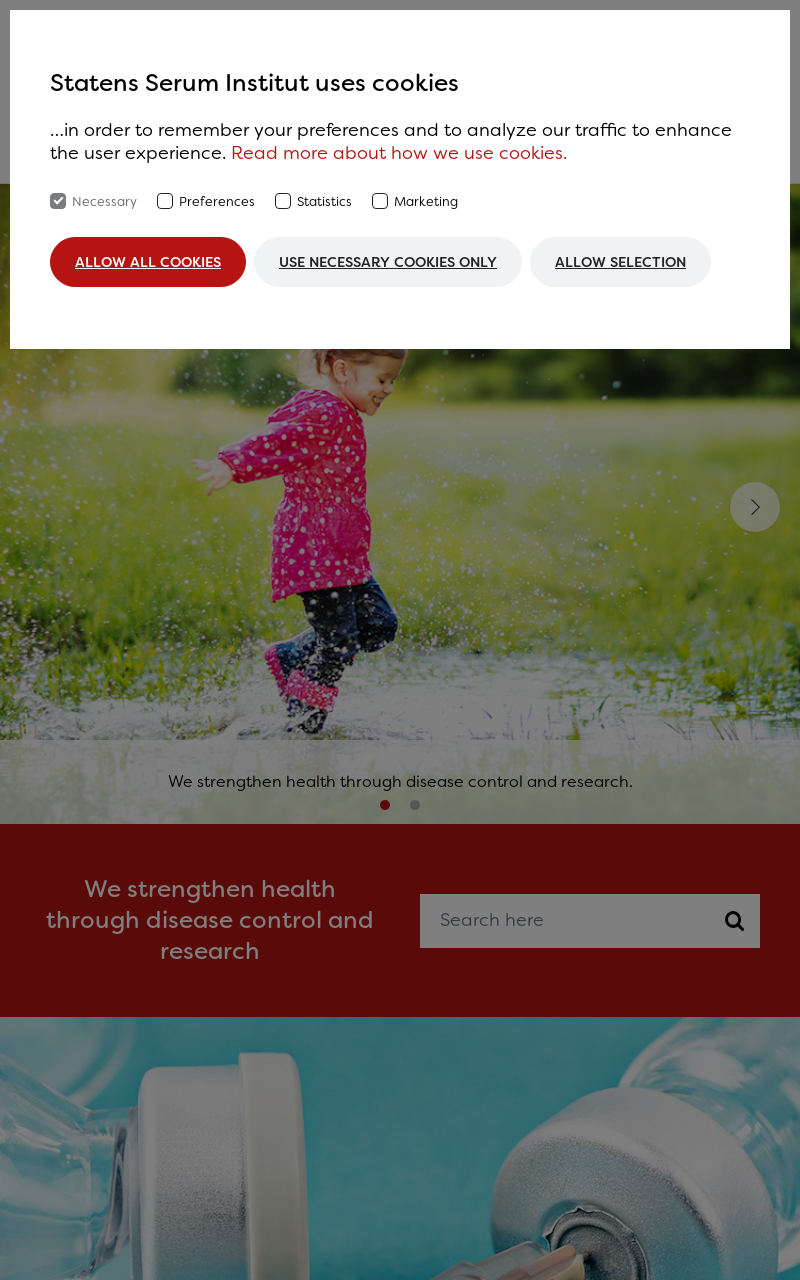 Statens Serum Institut uses cookies
...in order to remember your preferences and to analyze our traffic to enhance
the user experience. Read more about how we use cookies.
Necessary
Preferences
Statistics
Marketing
ALLOW ALL COOKIES
USE NECESSARY COOKIES ONLY
ALLOW SELECTION
We strengthen health through disease control and research.
We strengthen health
through disease control and
research
Search here